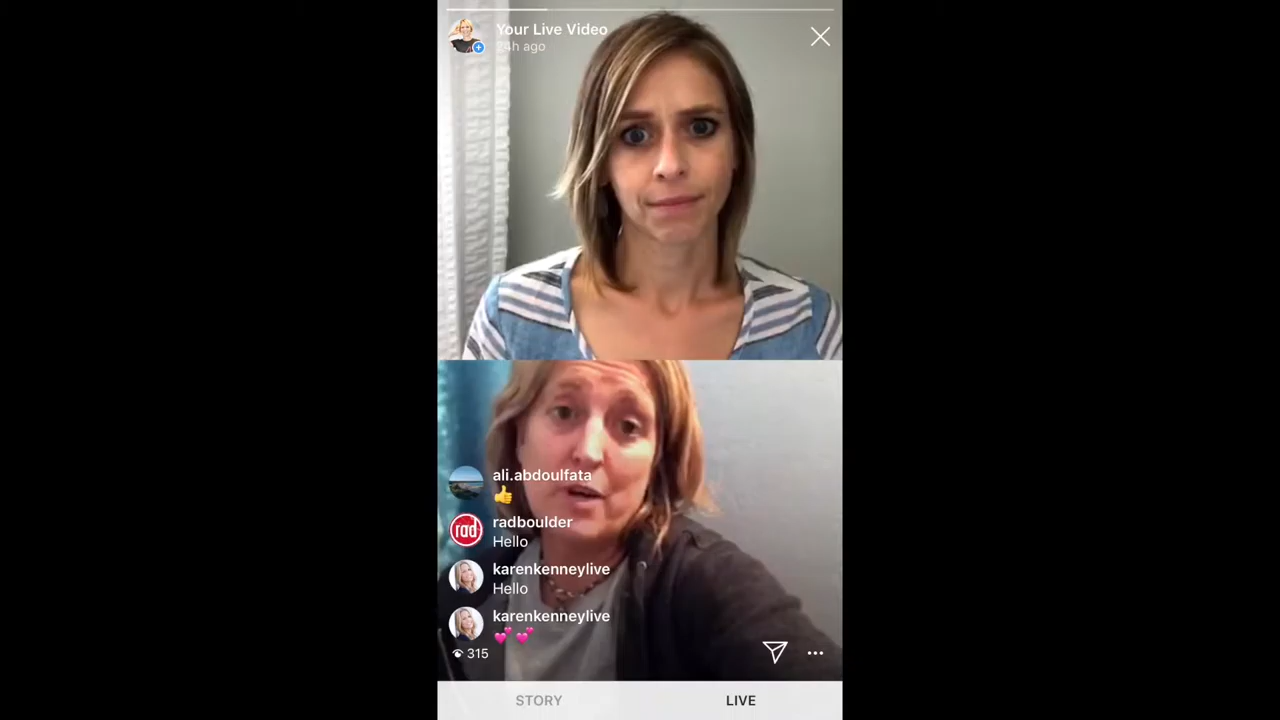 Your Live Video
24h ago
ali.abdoulfata
👍
radboulder
rad
Hello
karenkenneylive
Hello
karenkenneylive
💕 💕
315
STORY
LIVE